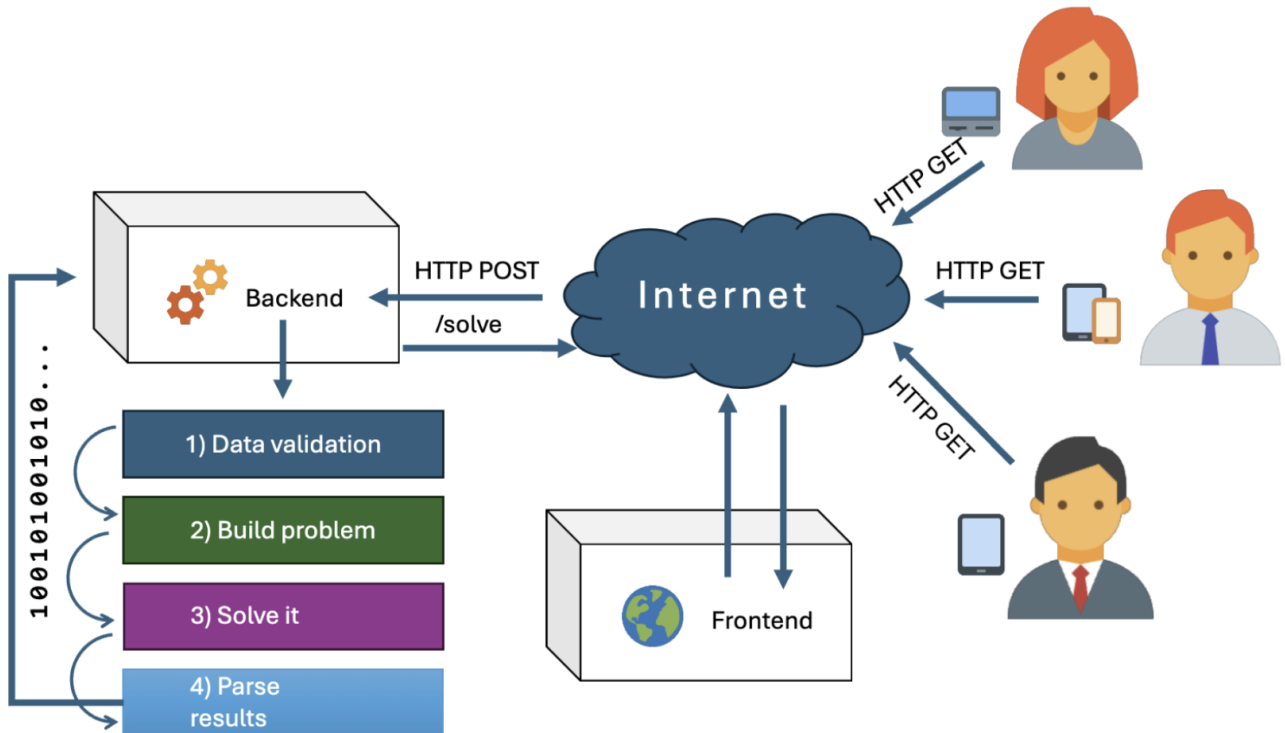 HTTP GET
HTTP GET
HTTP GET
Internet
HTTP POST
/solve
Backend
1) Data validation
2) Build problem
3) Solve it
4) Parse
results
100101001001010...
Frontend